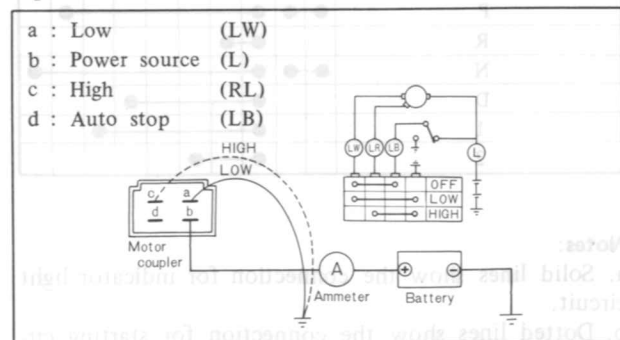 a : Low (LW)
b : Power source (L)
c : High (RL)
d : Auto stop (LB)
HIGH
LOW
c a
d b
Motor
coupler
A
Ammeter
Battery
LW LR LB L
OFF
LOW
HIGH
P
R
N
D
Notes:
a. Solid lines show the connection for indicator light
circuit.
b. Dotted lines show the connection for starting